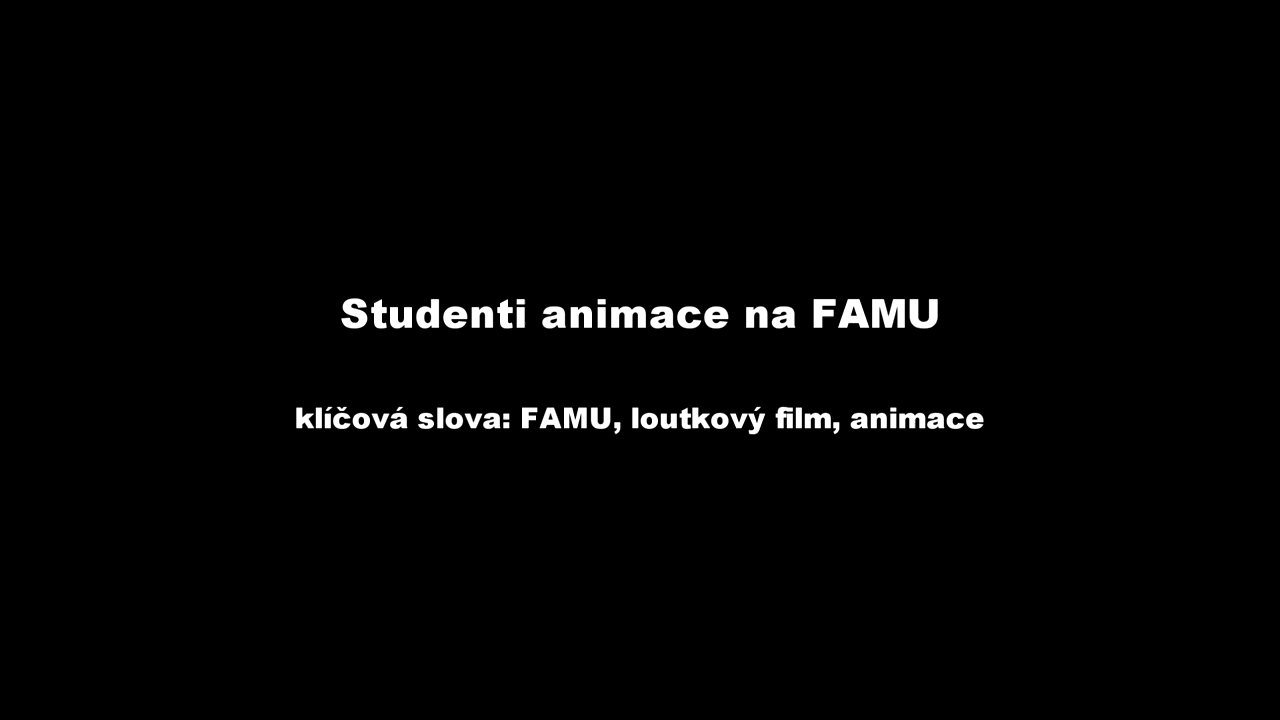 Studenti animace na FAMU
klíčová slova: FAMU, loutkový film, animace